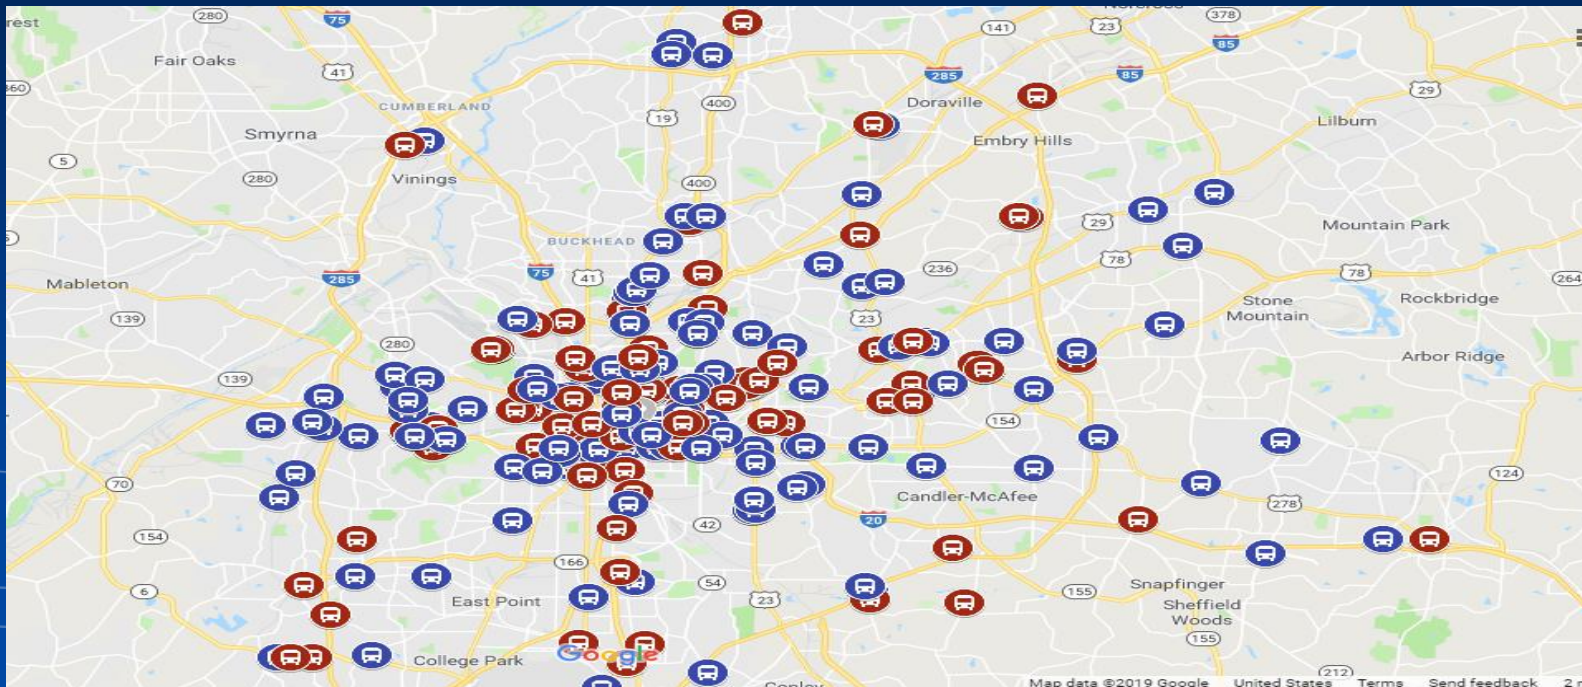 280
75
378
Fair Oaks
41
141
23
85
285
85
Doraville
29
CUMBERLAND
400
19
Lilburn
Smyrna
Embry Hills
5
280
Vinings
400
29
Mountain Park
BUCKHEAD
78
236
78
75
41
285
264
Mableton
Stone
Mountain
Rockbridge
139
23
280
Arbor Ridge
139
154
124
70
Candler-McAfee
278
42
20
154
166
54
155
Snapfinger
6
East Point
23
Sheffield
Woods
155
College Park
Google
212
Map data ©2019 Google United States Terms Send feedback